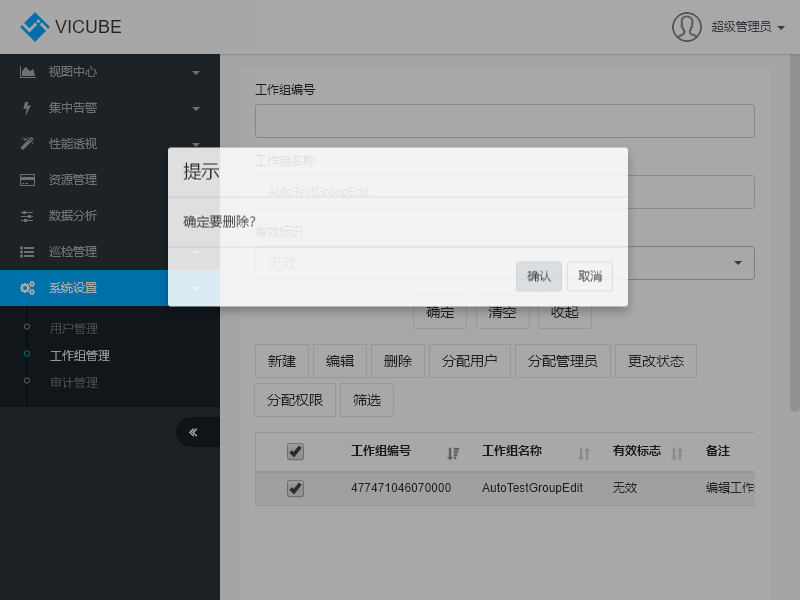 VICUBE
超级管理员
视图中心
集中告警
性能透视
资源管理
数据分析
巡检管理
系统设置
用户管理
工作组管理
审计管理
工作组编号
工作组名称
AutoTestGroupEdit
有效标识
无效
提示
确定要删除?
确认 取消
确定 清空 收起
新建 编辑 删除 分配用户 分配管理员 更改状态
分配权限 筛选
工作组编号 工作组名称 有效标志 备注
477471046070000 AutoTestGroupEdit 无效 编辑工作